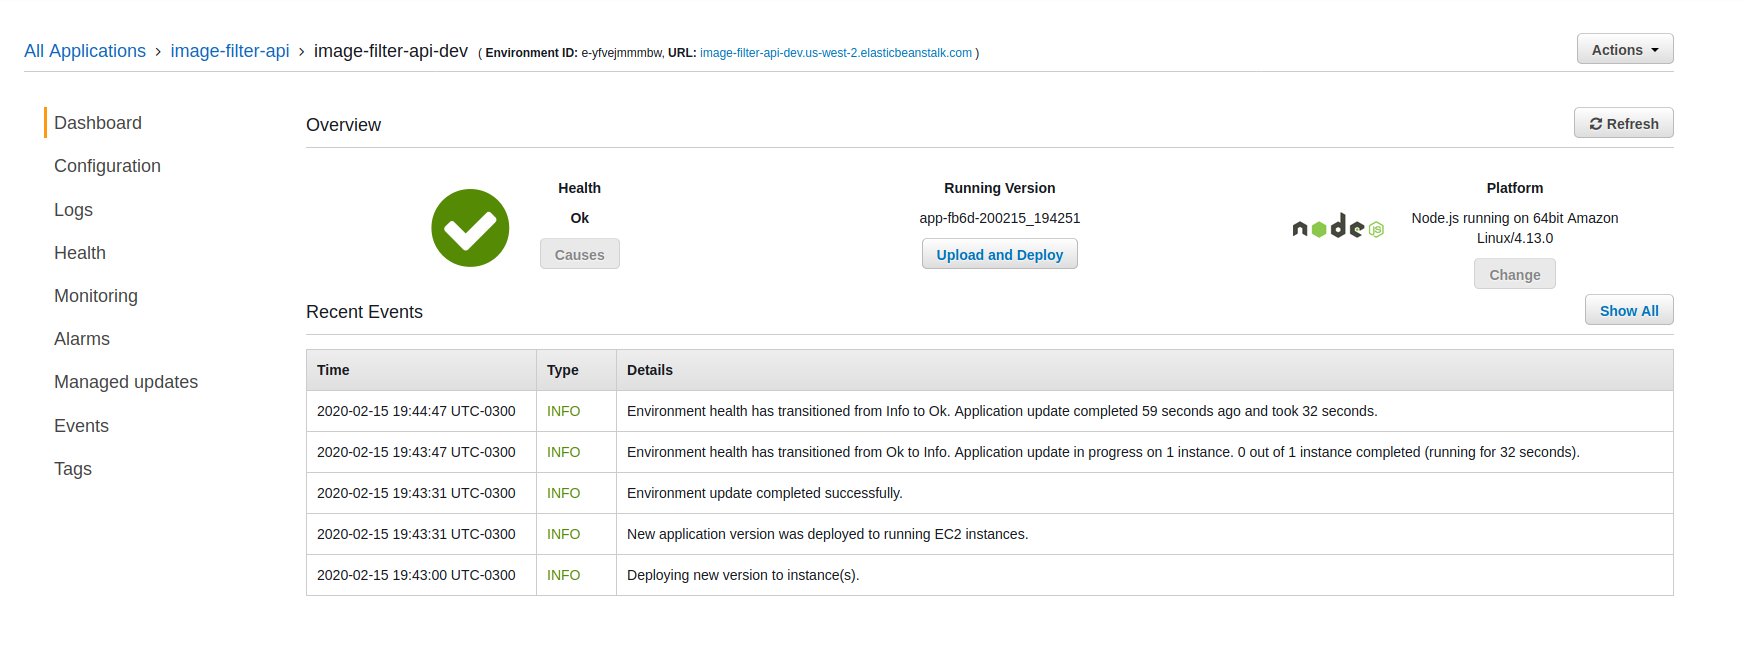 All Applications › image-filter-api › image-filter-api-dev ( Environment ID: e-yfvejmmmbw, URL: image-filter-api-dev.us-west-2.elasticbeanstalk.com )
Actions
Dashboard
Configuration
Logs
Health
Monitoring
Alarms
Managed updates
Events
Tags
Overview
Refresh
Health
Ok
Causes
Running Version
app-fb6d-200215_194251
Upload and Deploy
node JS
Platform
Node.js running on 64bit Amazon
Linux/4.13.0
Change
Recent Events
Show All
Time Type Details
2020-02-15 19:44:47 UTC-0300 INFO Environment health has transitioned from Info to Ok. Application update completed 59 seconds ago and took 32 seconds.
2020-02-15 19:43:47 UTC-0300 INFO Environment health has transitioned from Ok to Info. Application update in progress on 1 instance. 0 out of 1 instance completed (running for 32 seconds).
2020-02-15 19:43:31 UTC-0300 INFO Environment update completed successfully.
2020-02-15 19:43:31 UTC-0300 INFO New application version was deployed to running EC2 instances.
2020-02-15 19:43:00 UTC-0300 INFO Deploying new version to instance(s).